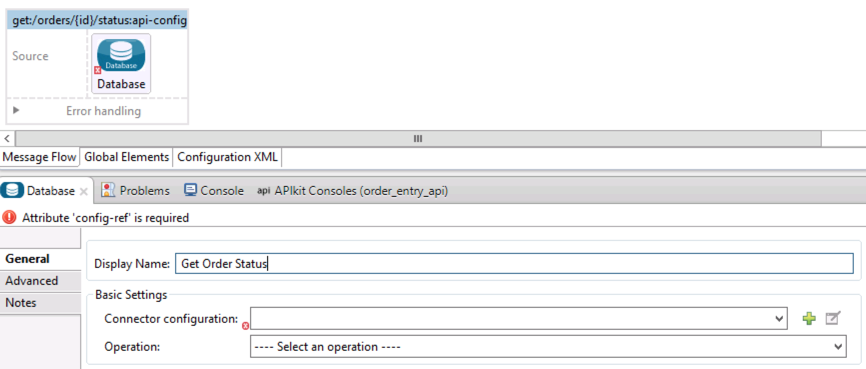 get:/orders/{id}/status:api-config
Source
Database
Database
Error handling
Message Flow Global Elements Configuration XML
Database Problems Console api APIkit Consoles (order_entry_api)
Attribute 'config-ref' is required
General
Display Name: Get Order Status
Advanced
Notes
Basic Settings
Connector configuration:
Operation: ---- Select an operation ----